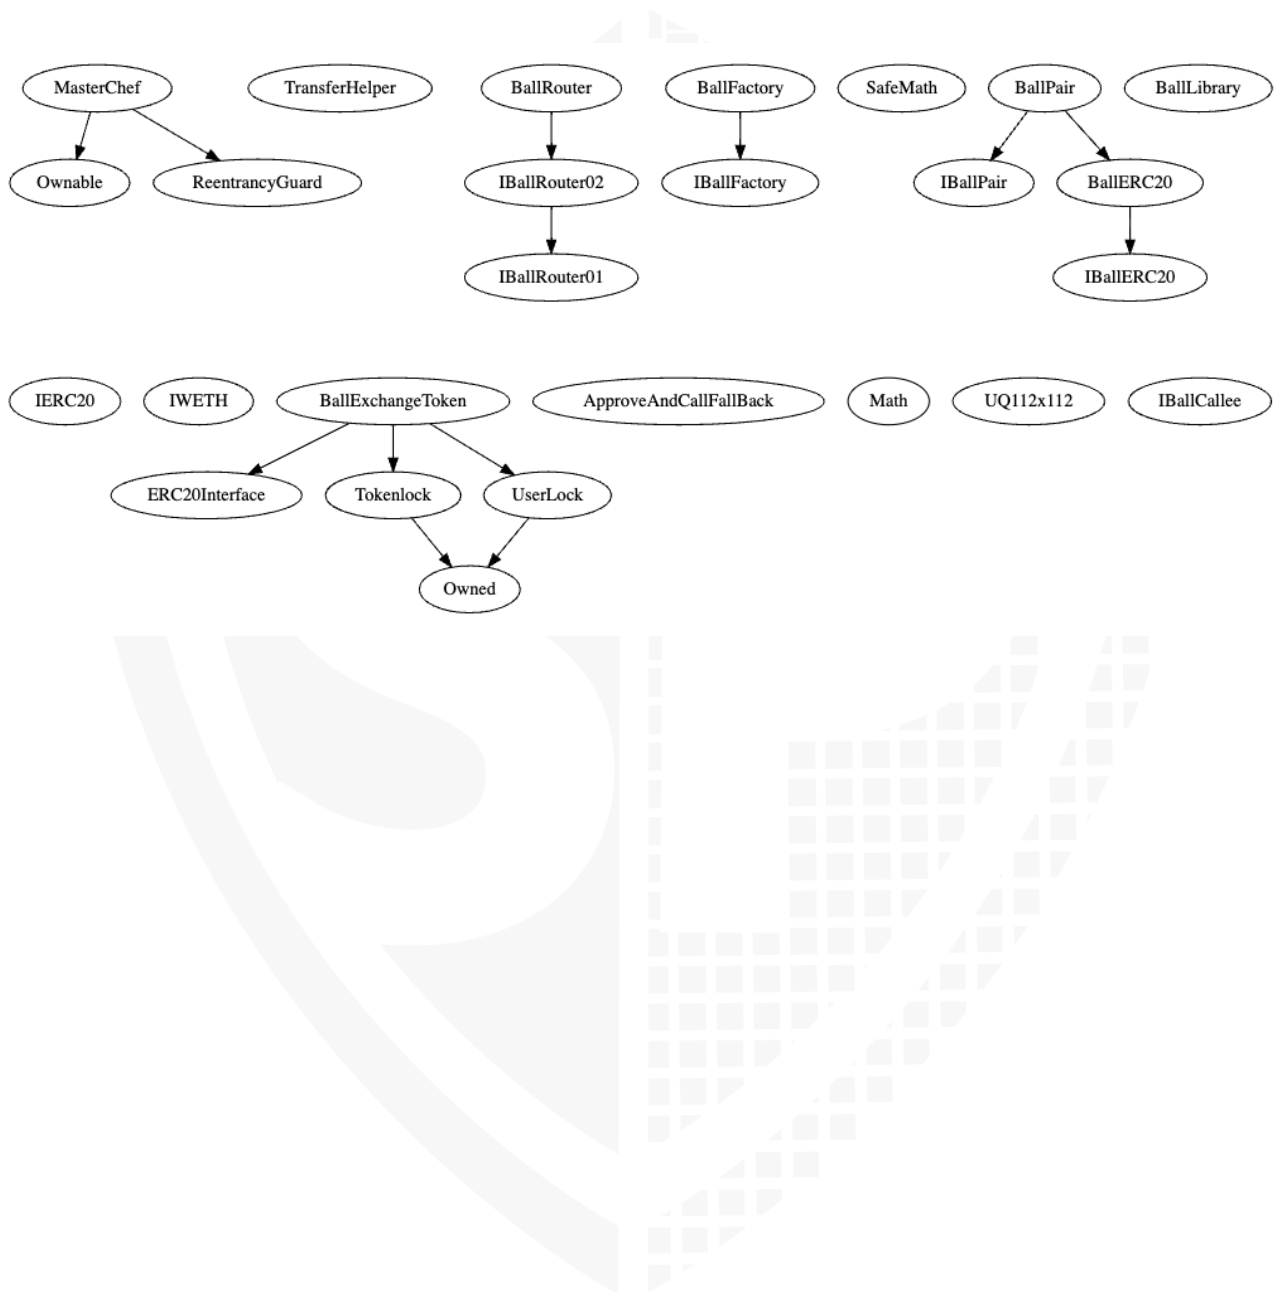 MasterChef TransferHelper BallRouter BallFactory SafeMath BallPair BallLibrary
Ownable ReentrancyGuard IBallRouter02 IBallFactory IBallPair BallERC20
IBallRouter01 IBallERC20
IERC20 IWETH BallExchangeToken ApproveAndCallFallBack Math UQ112x112 IBallCallee
ERC20Interface Tokenlock UserLock
Owned